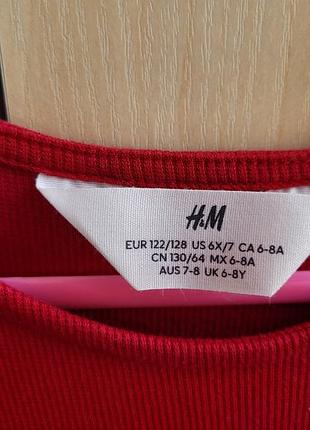 H&M
EUR 122/128 US 6X/7 CA 6-8A
CN 130/64 MX 6-8A
AUS 7-8 UK 6-8Y